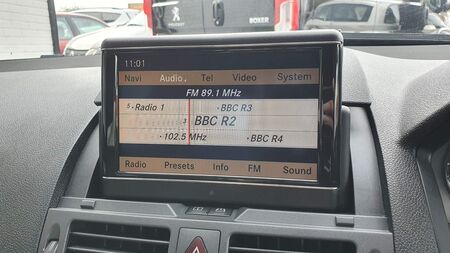 PEUGEOT
BOXER
11:01
Navi Audio Tel Video System
FM 89.1 MHz
5 Radio 1 BBC R3
3 BBC R2
102.5 MHz BBC R4
Radio Presets Info FM Sound